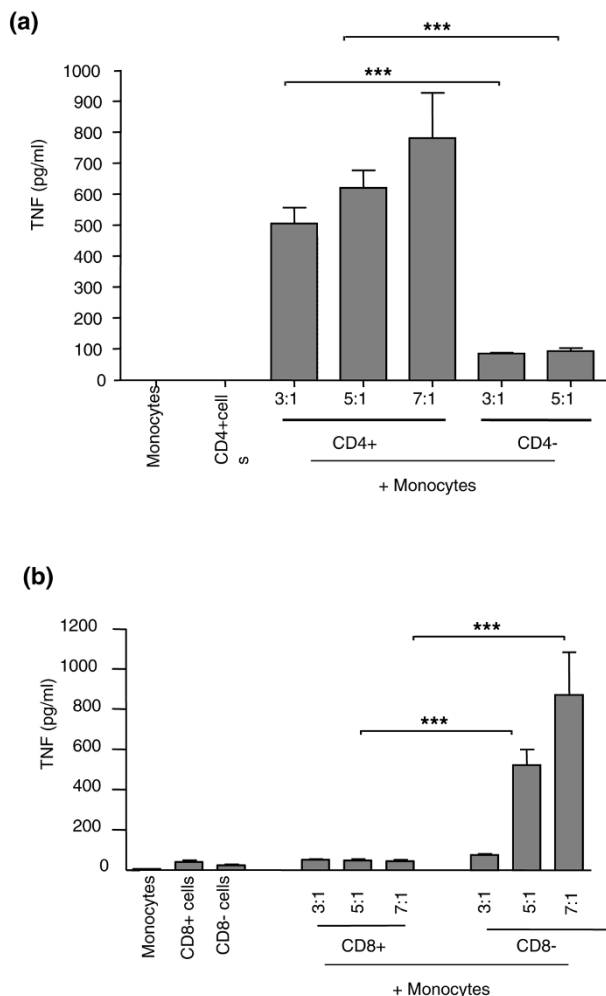 (a)
***
***
1000
900
800
700
600
500
400
300
200
100
0
TNF (pg/ml)
Monocytes
CD4+cell
s
3:1
5:1
7:1
3:1
5:1
CD4+
CD4-
+ Monocytes
(b)
***
***
1200
1000
800
600
400
200
0
TNF (pg/ml)
Monocytes
CD8+ cells
CD8- cells
3:1
5:1
7:1
3:1
5:1
7:1
CD8+
CD8-
+ Monocytes